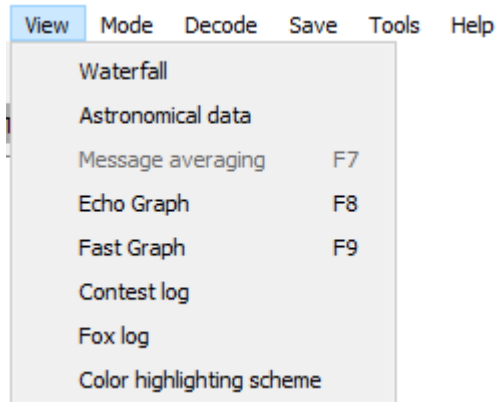 View Mode Decode Save Tools Help
Waterfall
Astronomical data
Message averaging F7
Echo Graph F8
Fast Graph F9
Contest log
Fox log
Color highlighting scheme